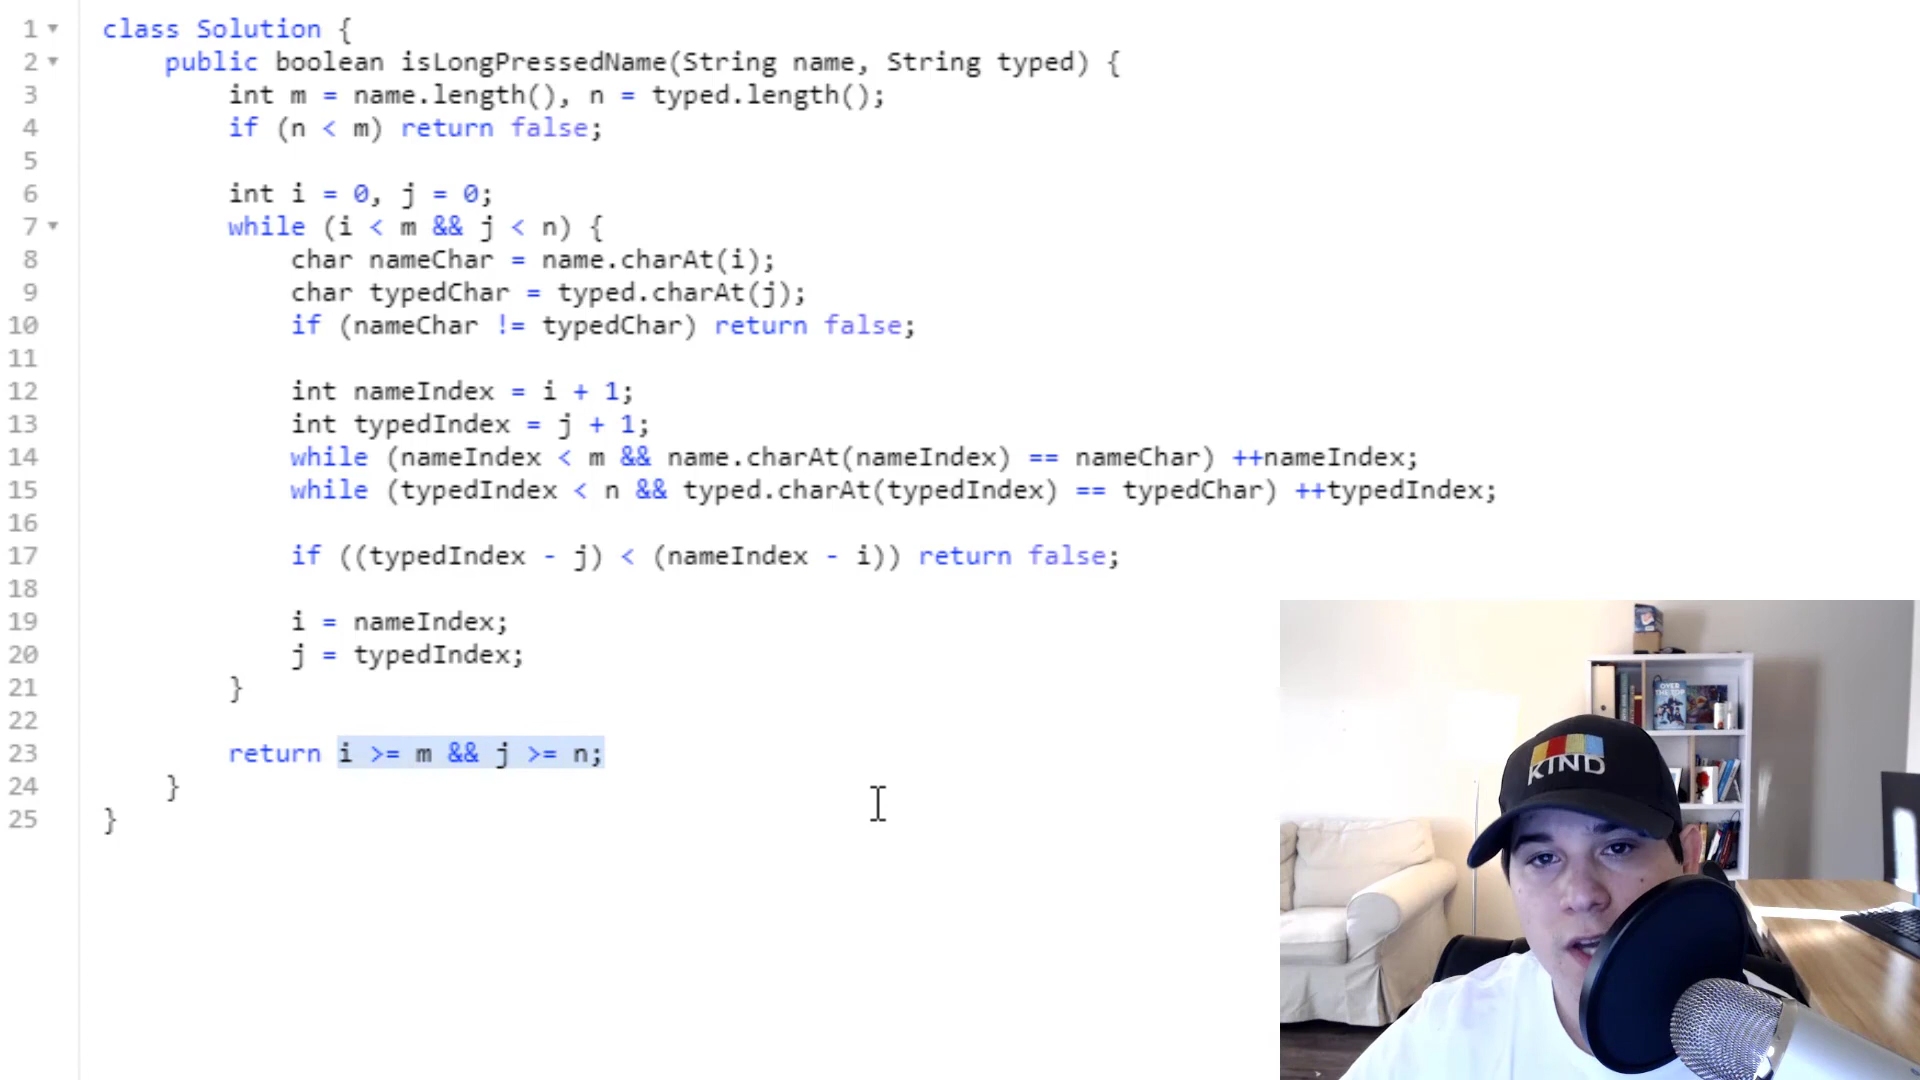 1 class Solution {
2 public boolean isLongPressedName(String name, String typed) {
3 int m = name.length(), n = typed.length();
4 if (n < m) return false;
5
6 int i = 0, j = 0;
7 while (i < m && j < n) {
8 char nameChar = name.charAt(i);
9 char typedChar = typed.charAt(j);
10 if (nameChar != typedChar) return false;
11
12 int nameIndex = i + 1;
13 int typedIndex = j + 1;
14 while (nameIndex < m && name.charAt(nameIndex) == nameChar) ++nameIndex;
15 while (typedIndex < n && typed.charAt(typedIndex) == typedChar) ++typedIndex;
16
17 if ((typedIndex - j) < (nameIndex - i)) return false;
18
19 i = nameIndex;
20 j = typedIndex;
21 }
22
23 return i >= m && j >= n;
24 }
25 }
OVER
THE TOP
KIND